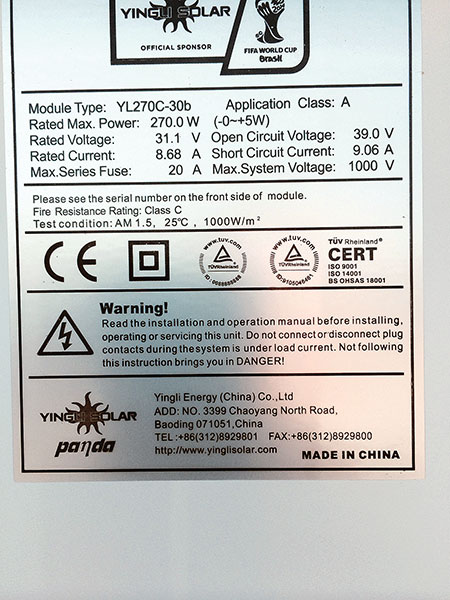 YINGLI SOLAR
OFFICIAL SPONSOR
FIFA WORLD CUP
Brasil
Module Type: YL270C-30b Application Class: A
Rated Max. Power: 270.0 W (-0~+5W)
Rated Voltage: 31.1 V Open Circuit Voltage: 39.0 V
Rated Current: 8.68 A Short Circuit Current: 9.06 A
Max.Series Fuse: 20 A Max.System Voltage: 1000 V
Please see the serial number on the front side of module.
Fire Resistance Rating: Class C
Test condition: AM 1.5, 25℃, 1000W/m²
CE
www.tuv.com
TÜVRheinland
www.tuv.com
TÜVRheinland
TÜV Rheinland®
CERT
ISO 9001
ISO 14001
BS OHSAS 18001
Warning!
Read the installation and operation manual before installing,
operating or servicing this unit. Do not connect or disconnect plug
contacts during the system is under load current. Not following
this instruction brings you in DANGER!
YINGLI SOLAR
panda
Yingli Energy (China) Co.,Ltd
ADD: NO. 3399 Chaoyang North Road,
Baoding 071051,China
TEL:+86(312)8929801 FAX:+86(312)8929800
http://www.yinglisolar.com
MADE IN CHINA